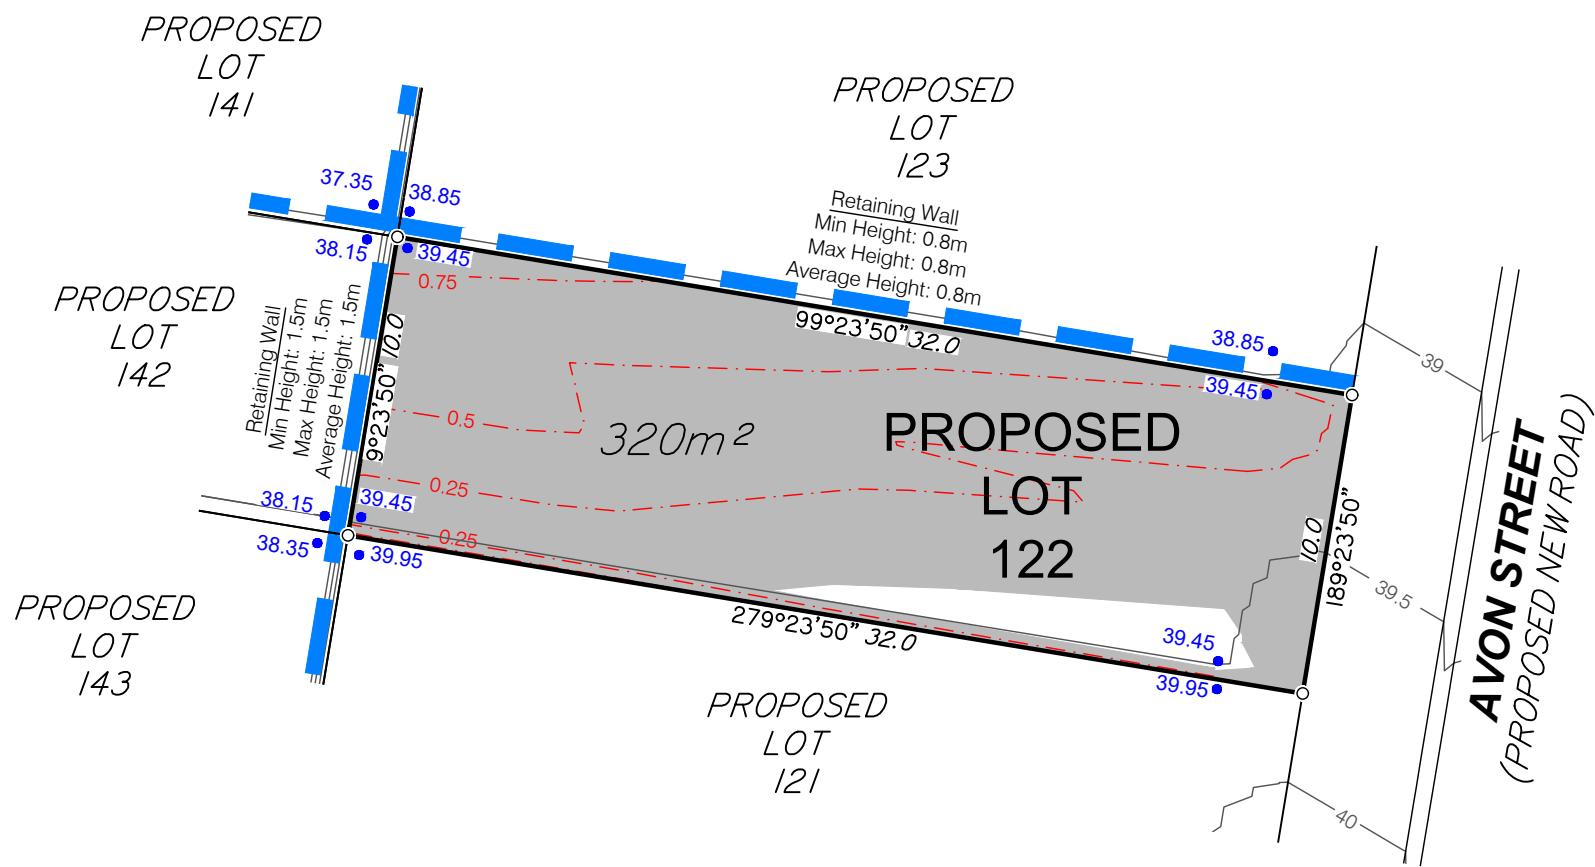 PROPOSED
LOT
141
PROPOSED
LOT
123
37.35
38.85
38.15
39.45
Retaining Wall
Min Height: 0.8m
Max Height: 0.8m
Average Height: 0.8m
PROPOSED
LOT
142
Retaining Wall
Min Height: 1.5m
Max Height: 1.5m
Average Height: 1.5m
9°23'50" 10.0
0.75
99°23'50" 32.0
38.85
39.45
39
0.5
320m²
PROPOSED
LOT
122
0.25
38.15
39.45
38.35
39.95
0.25
10.0
189°23'50"
39.5
AVON STREET
(PROPOSED NEW ROAD)
PROPOSED
LOT
143
279°23'50" 32.0
39.45
39.95
PROPOSED
LOT
121
40